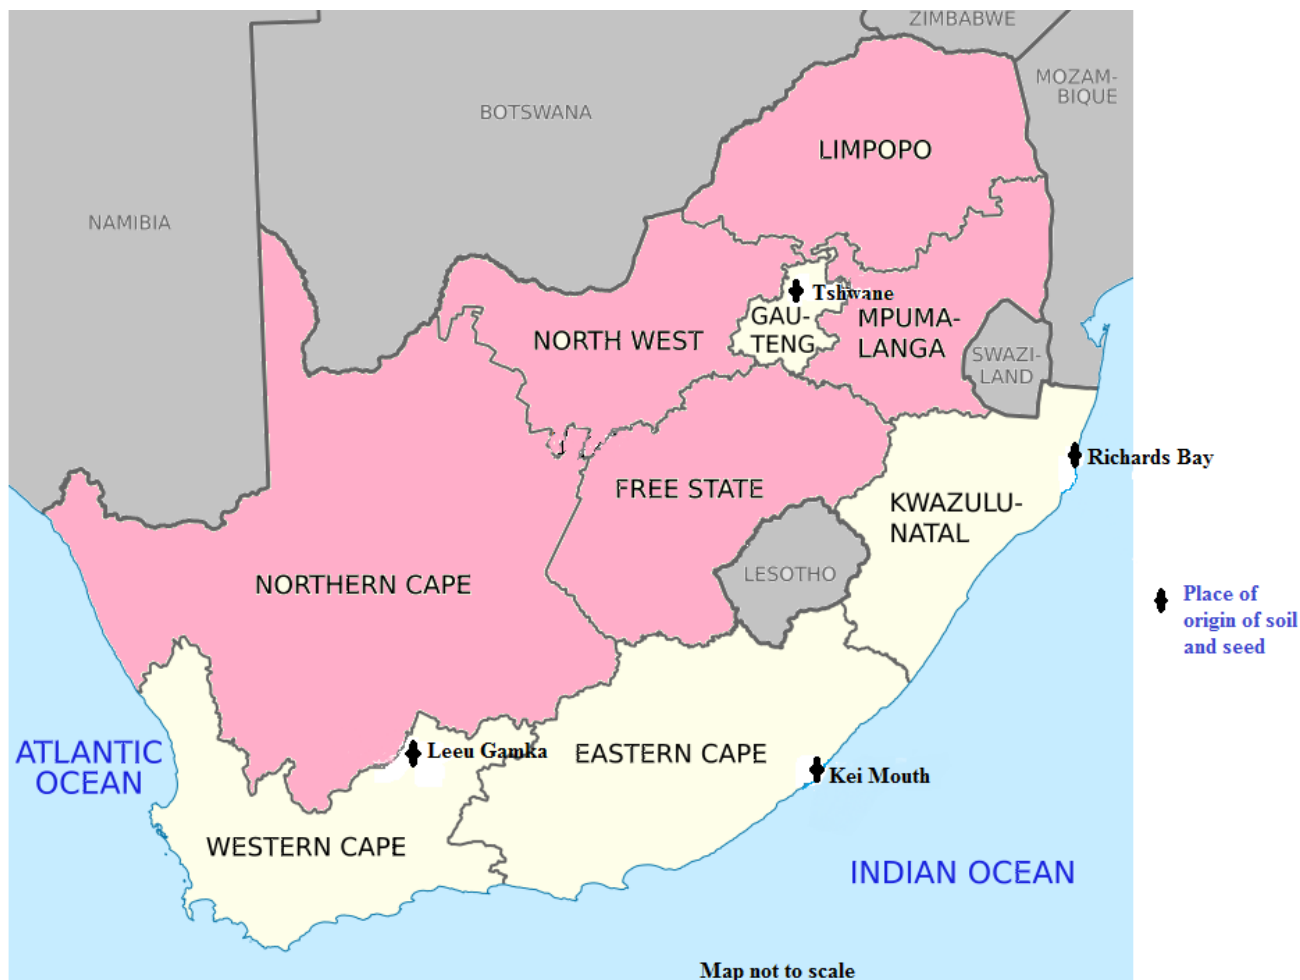 ZIMBABWE
MOZAM-
BIQUE
BOTSWANA
LIMPOPO
NAMIBIA
Tshwane
GAU-
TENG
MPUMA-
LANGA
NORTH WEST
SWAZI-
LAND
Richards Bay
FREE STATE
KWAZULU-
NATAL
LESOTHO
NORTHERN CAPE
Place of
origin of soil
and seed
ATLANTIC
OCEAN
Leeu Gamka
EASTERN CAPE
Kei Mouth
WESTERN CAPE
INDIAN OCEAN
Map not to scale